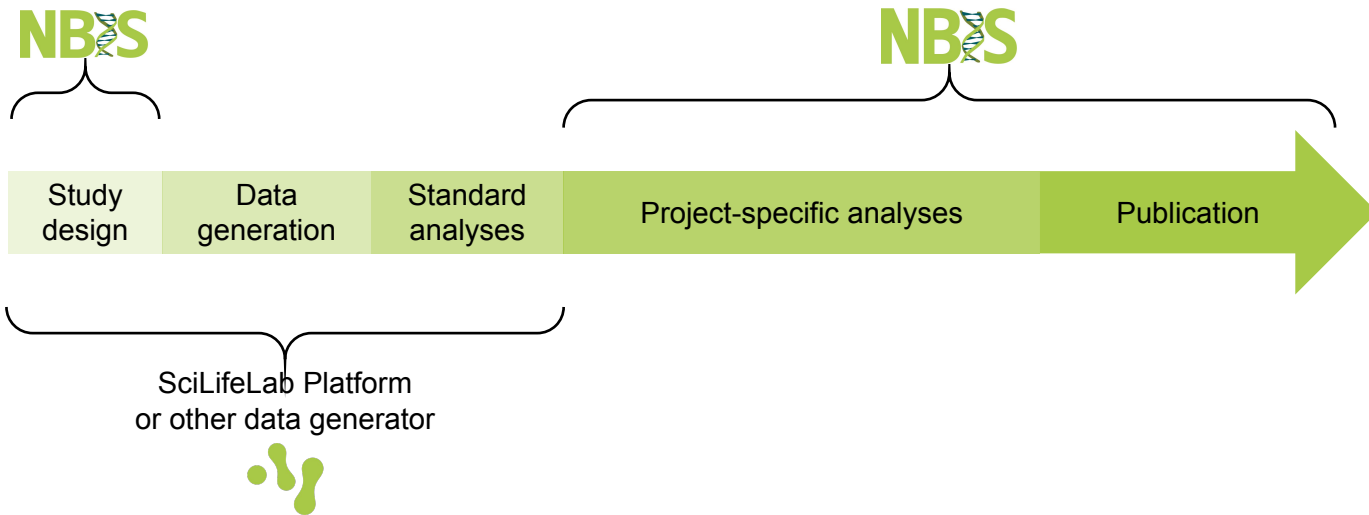 NBIS
NBIS
Study
design
Data
generation
Standard
analyses
Project-specific analyses
Publication
SciLifeLab Platform
or other data generator